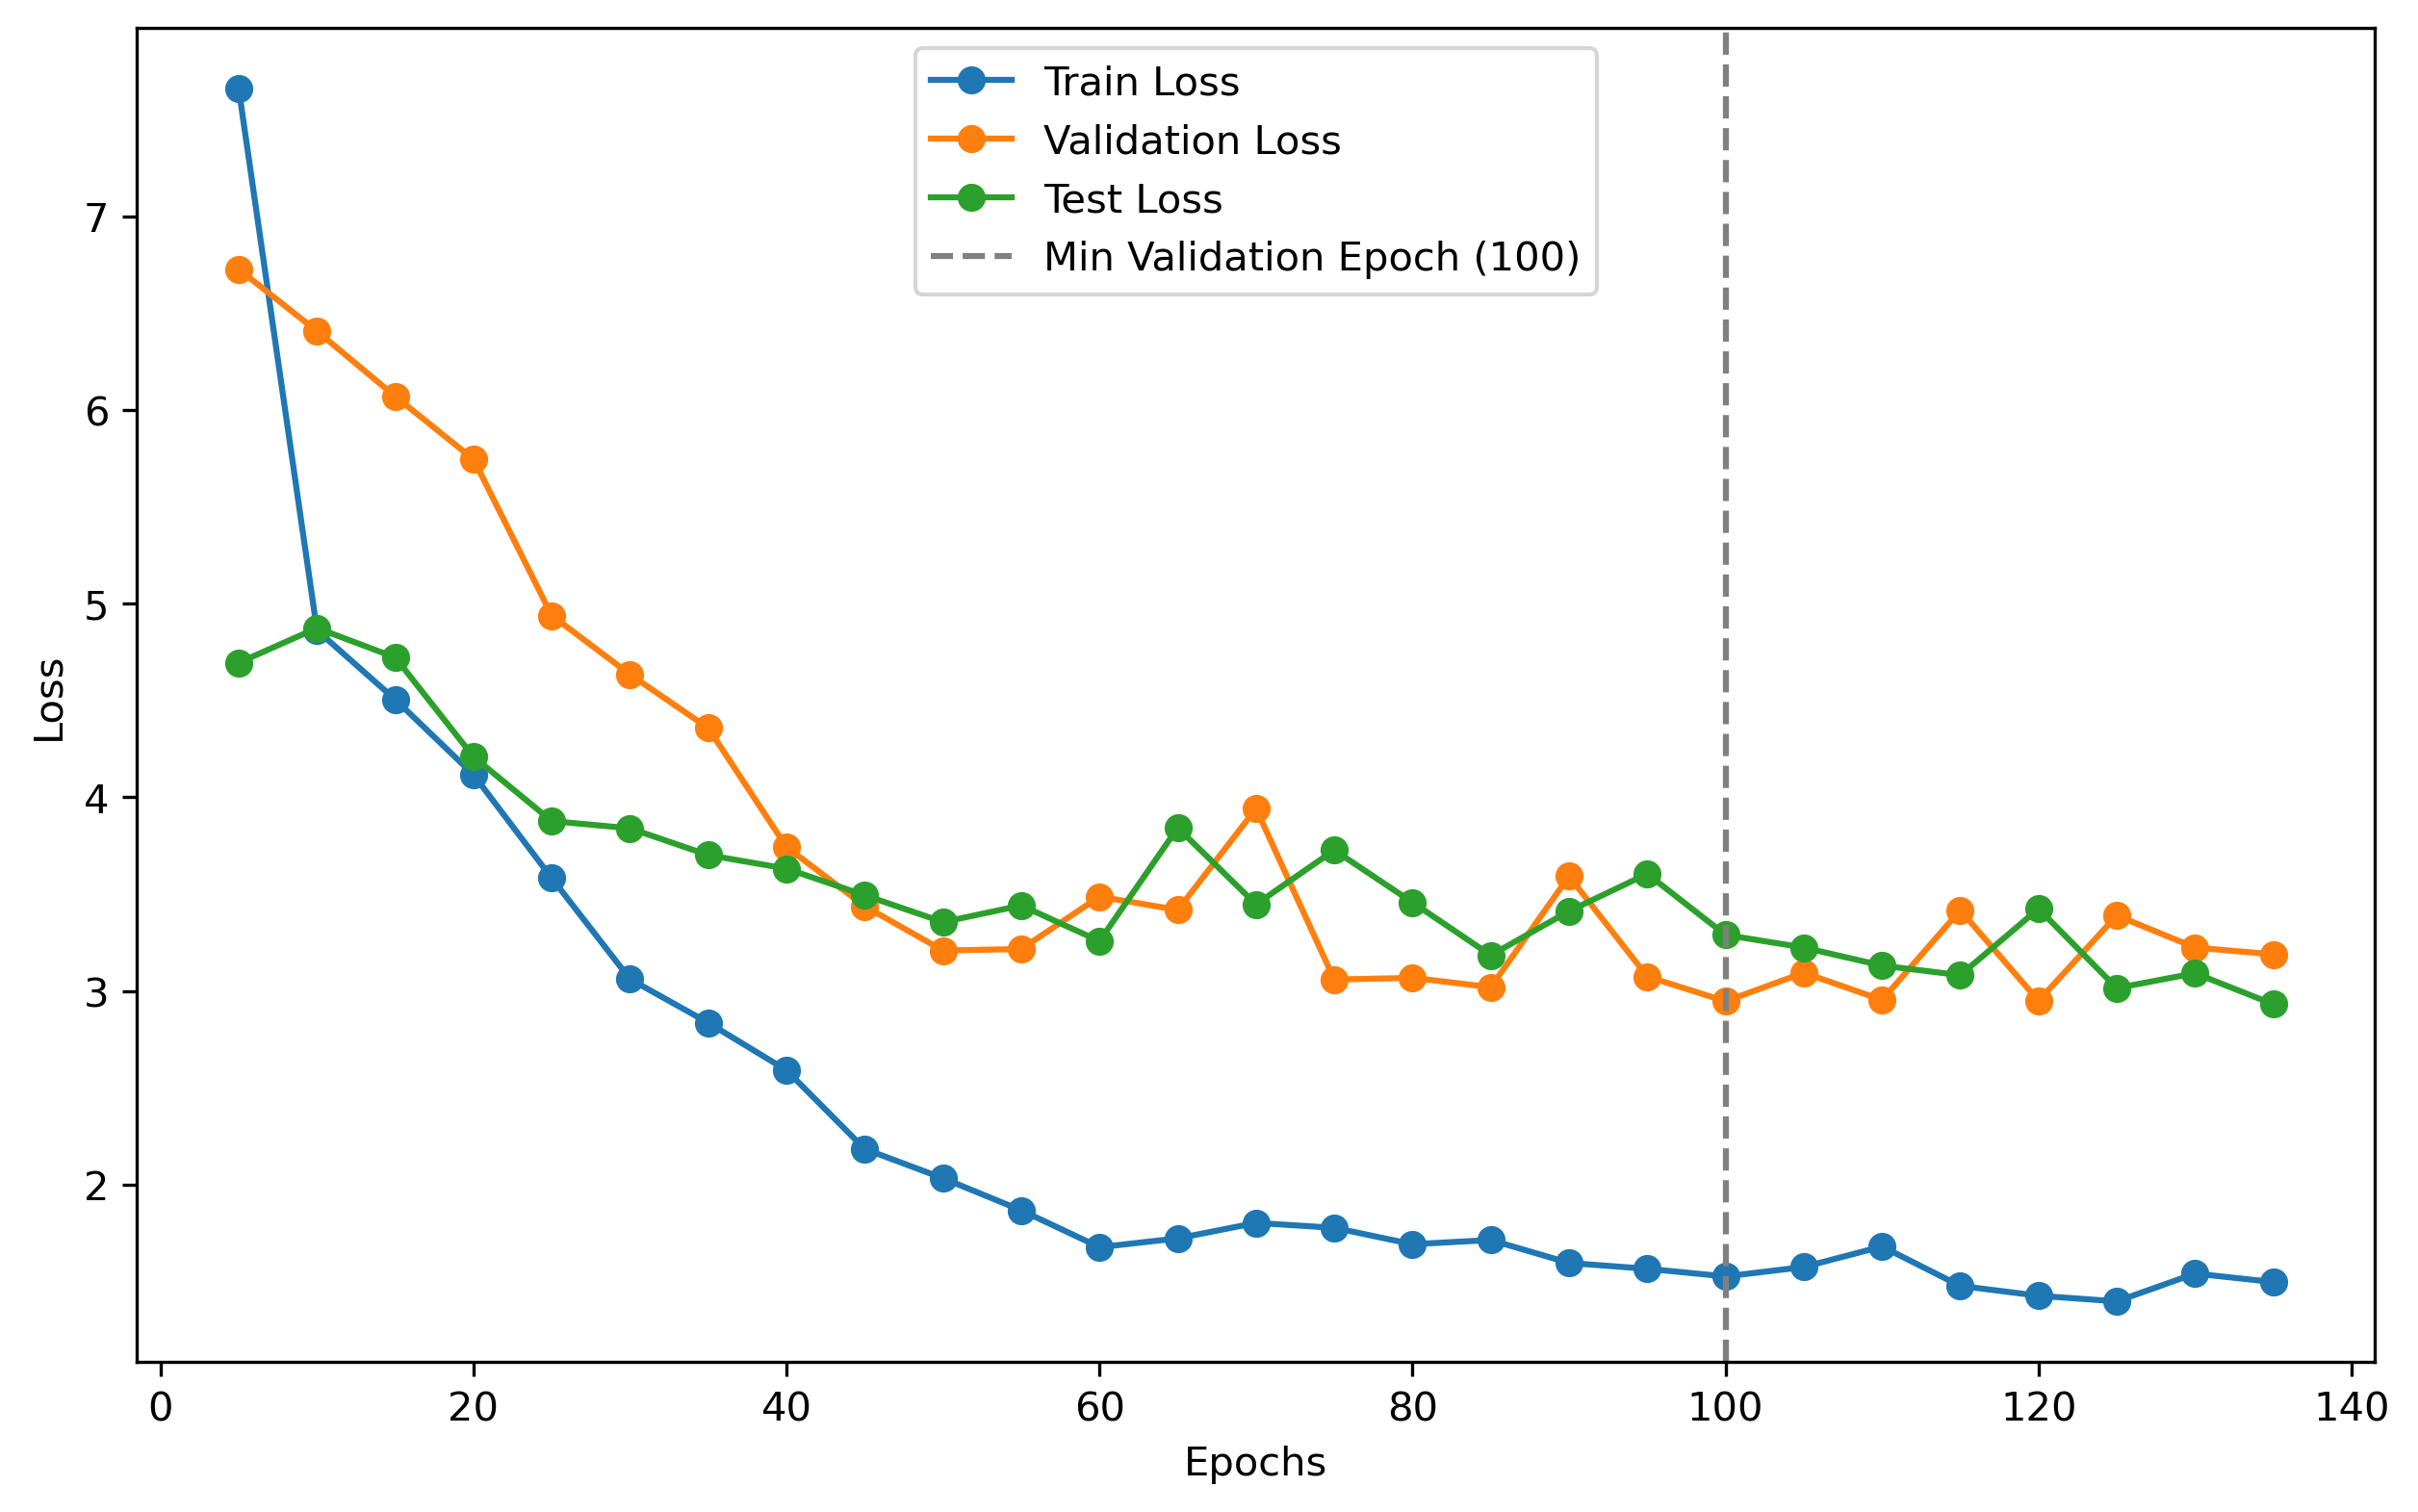 Train Loss
Validation Loss
Test Loss
Min Validation Epoch (100)
7
6
5
4
3
2
Loss
0 20 40 60 80 100 120 140
Epochs